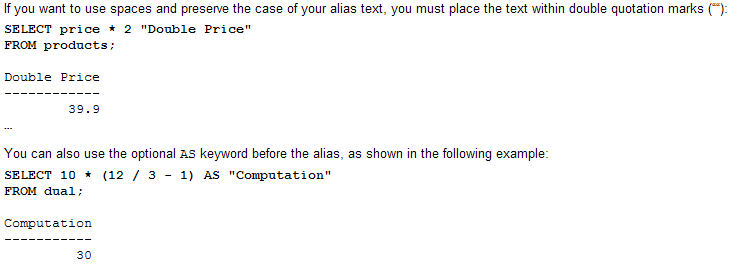 If you want to use spaces and preserve the case of your alias text, you must place the text within double quotation marks (""):
SELECT price * 2 "Double Price"
FROM products;
Double Price
------------
39.9
...
You can also use the optional AS keyword before the alias, as shown in the following example:
SELECT 10 * (12 / 3 - 1) AS "Computation"
FROM dual;
Computation
-----------
30